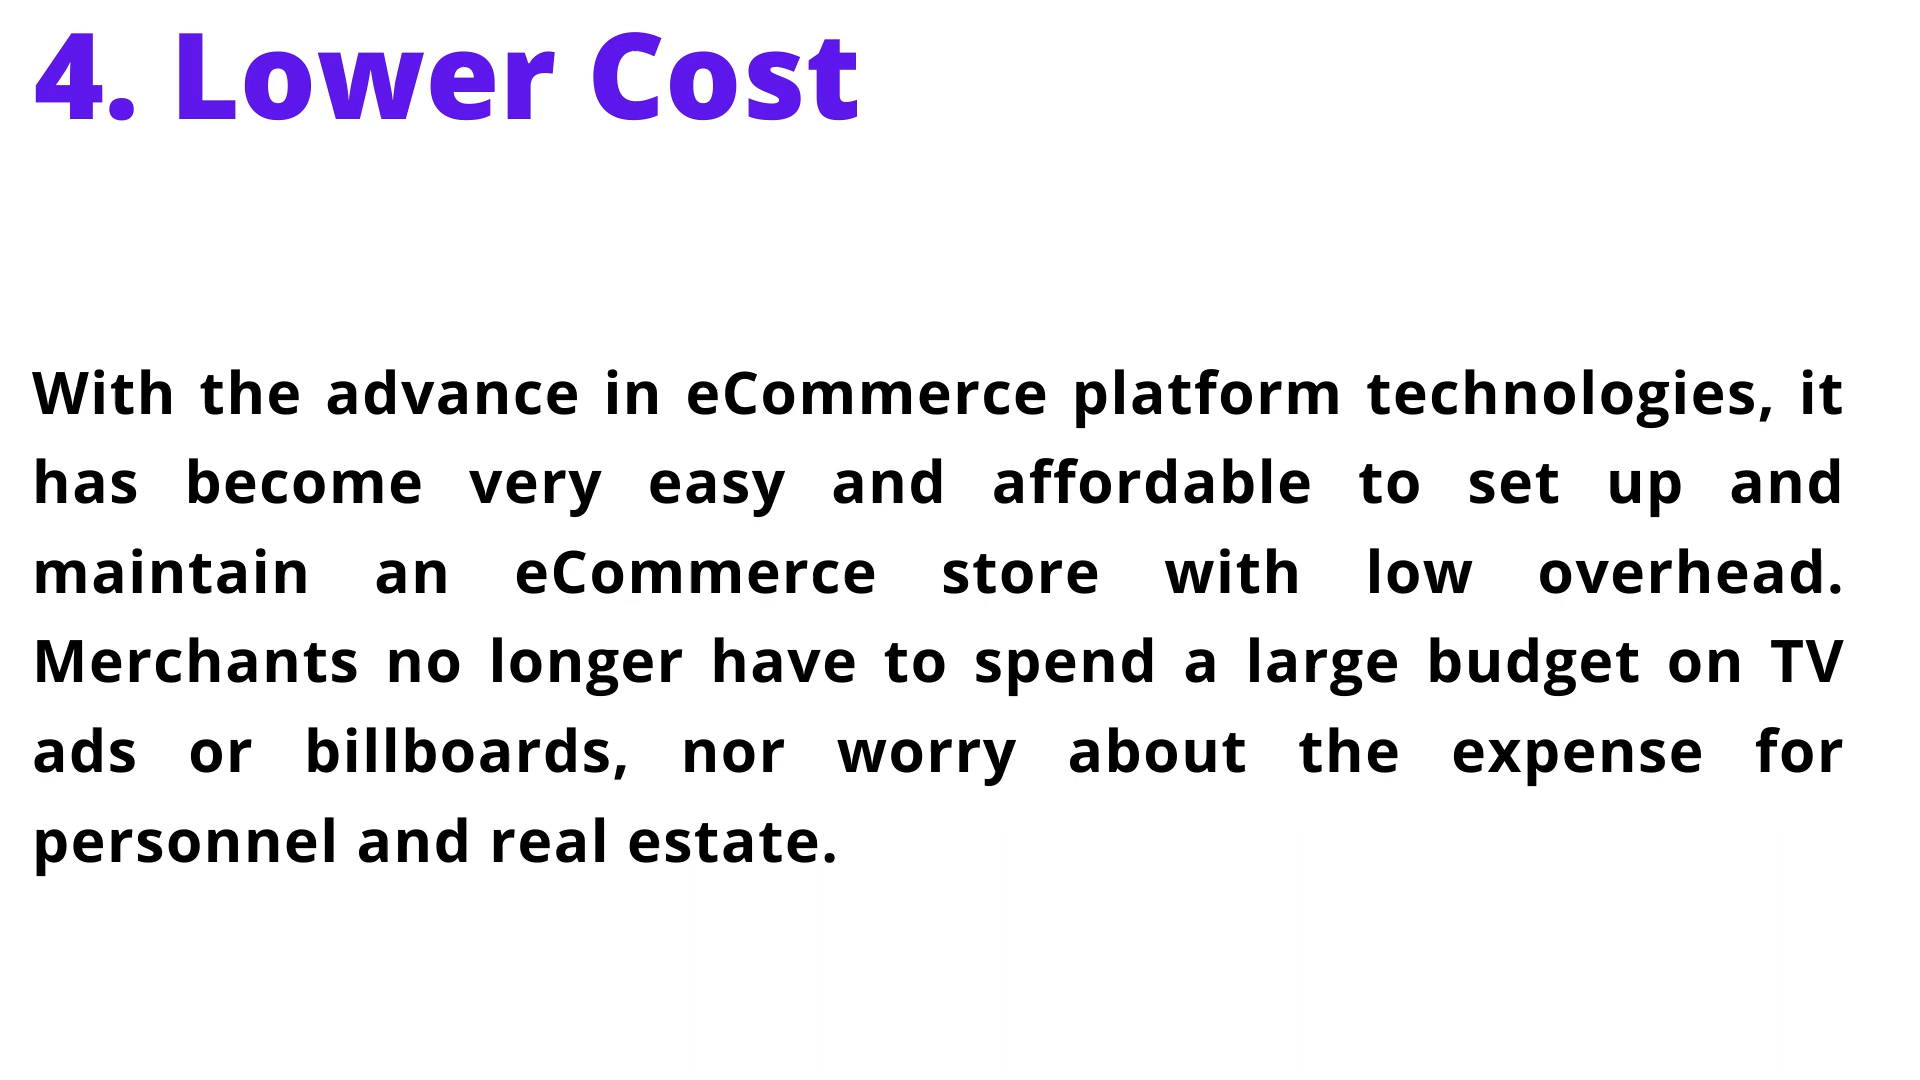 4. Lower Cost
With the advance in eCommerce platform technologies, it
has become very easy and affordable to set up and
maintain an eCommerce store with low overhead.
Merchants no longer have to spend a large budget on TV
ads or billboards, nor worry about the expense for
personnel and real estate.